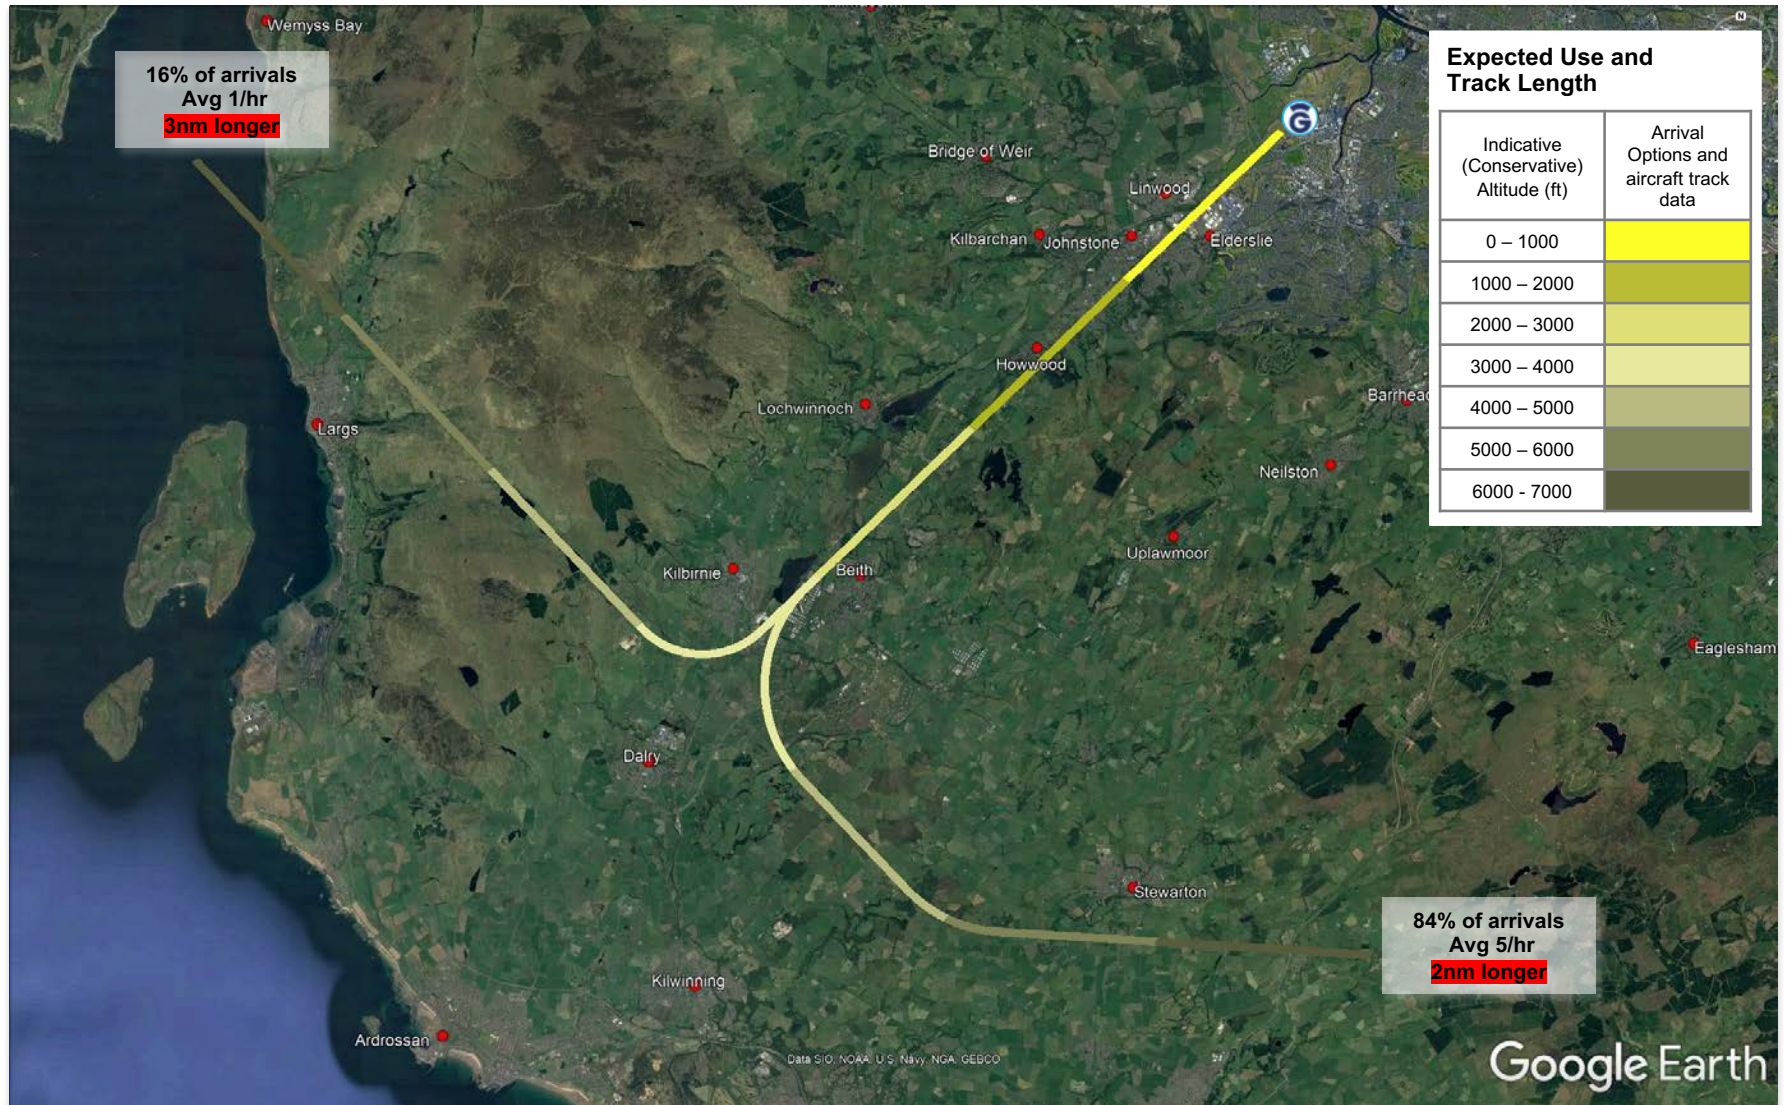 Wemyss Bay
16% of arrivals
Avg 1/hr
3nm longer
N
Expected Use and
Track Length
Indicative
(Conservative)
Altitude (ft)
Arrival
Options and
aircraft track
data
0 – 1000
1000 – 2000
2000 – 3000
3000 – 4000
4000 – 5000
5000 – 6000
6000 - 7000
G
Bridge of Weir
Linwood
Kilbarchan
Johnstone
Elderslie
Howwood
Lochwinnoch
Barrhead
Largs
Neilston
Uplawmoor
Kilbirnie
Beith
Eaglesham
Dalry
Stewarton
84% of arrivals
Avg 5/hr
2nm longer
Kilwinning
Ardrossan
Data SIO, NOAA, U.S. Navy, NGA, GEBCO
Google Earth